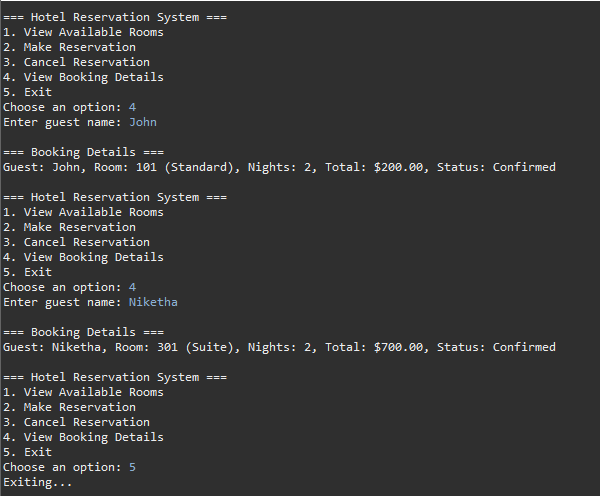 === Hotel Reservation System ===
1. View Available Rooms
2. Make Reservation
3. Cancel Reservation
4. View Booking Details
5. Exit
Choose an option: 4
Enter guest name: John
=== Booking Details ===
Guest: John, Room: 101 (Standard), Nights: 2, Total: $200.00, Status: Confirmed
=== Hotel Reservation System ===
1. View Available Rooms
2. Make Reservation
3. Cancel Reservation
4. View Booking Details
5. Exit
Choose an option: 4
Enter guest name: Niketha
=== Booking Details ===
Guest: Niketha, Room: 301 (Suite), Nights: 2, Total: $700.00, Status: Confirmed
=== Hotel Reservation System ===
1. View Available Rooms
2. Make Reservation
3. Cancel Reservation
4. View Booking Details
5. Exit
Choose an option: 5
Exiting...